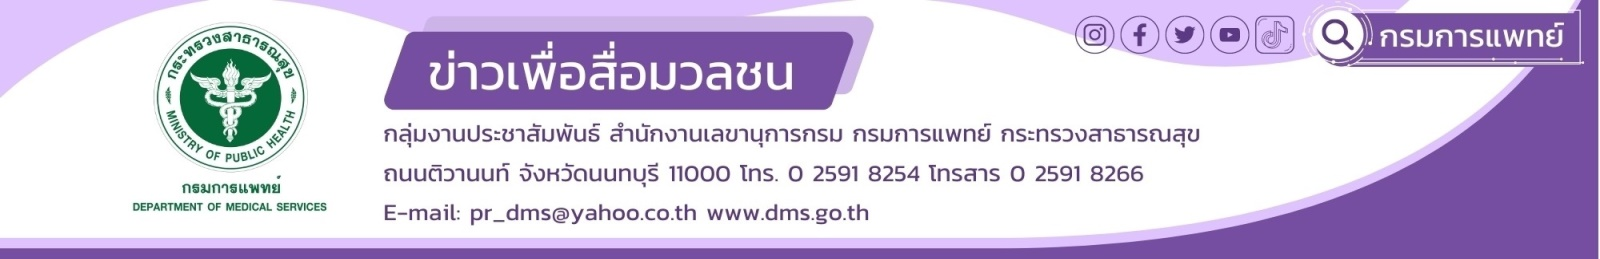 กระทรวงสาธารณสุข
MINISTRY OF PUBLIC HEALTH
กรมการแพทย์
DEPARTMENT OF MEDICAL SERVICES
ข่าวเพื่อสื่อมวลชน
กรมการแพทย์
กลุ่มงานประชาสัมพันธ์ สำนักงานเลขานุการกรม กรมการแพทย์ กระทรวงสาธารณสุข
ถนนติวานนท์ จังหวัดนนทบุรี 11000 โทร. 0 2591 8254 โทรสาร 0 2591 8266
E-mail: pr_dms@yahoo.co.th www.dms.go.th